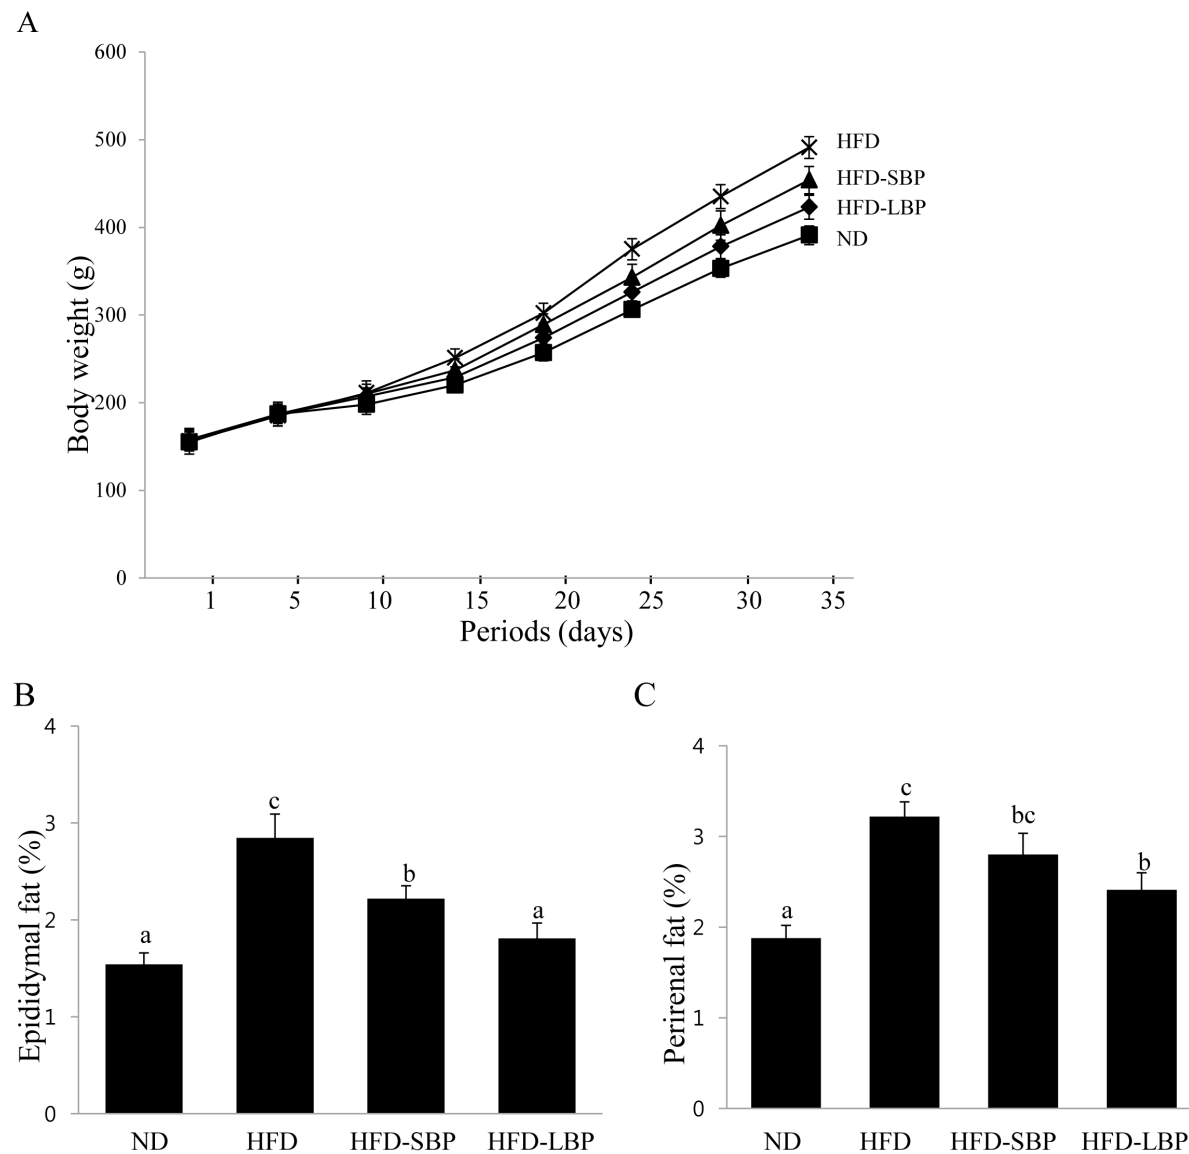 A
600
500
400
300
200
100
0
Body weight (g)
HFD
HFD-SBP
HFD-LBP
ND
1 5 10 15 20 25 30 35
Periods (days)
B
4
3
2
1
0
Epididymal fat (%)
a
c
b
a
ND HFD HFD-SBP HFD-LBP
C
4
3
2
1
0
Perirenal fat (%)
a
c
bc
b
ND HFD HFD-SBP HFD-LBP